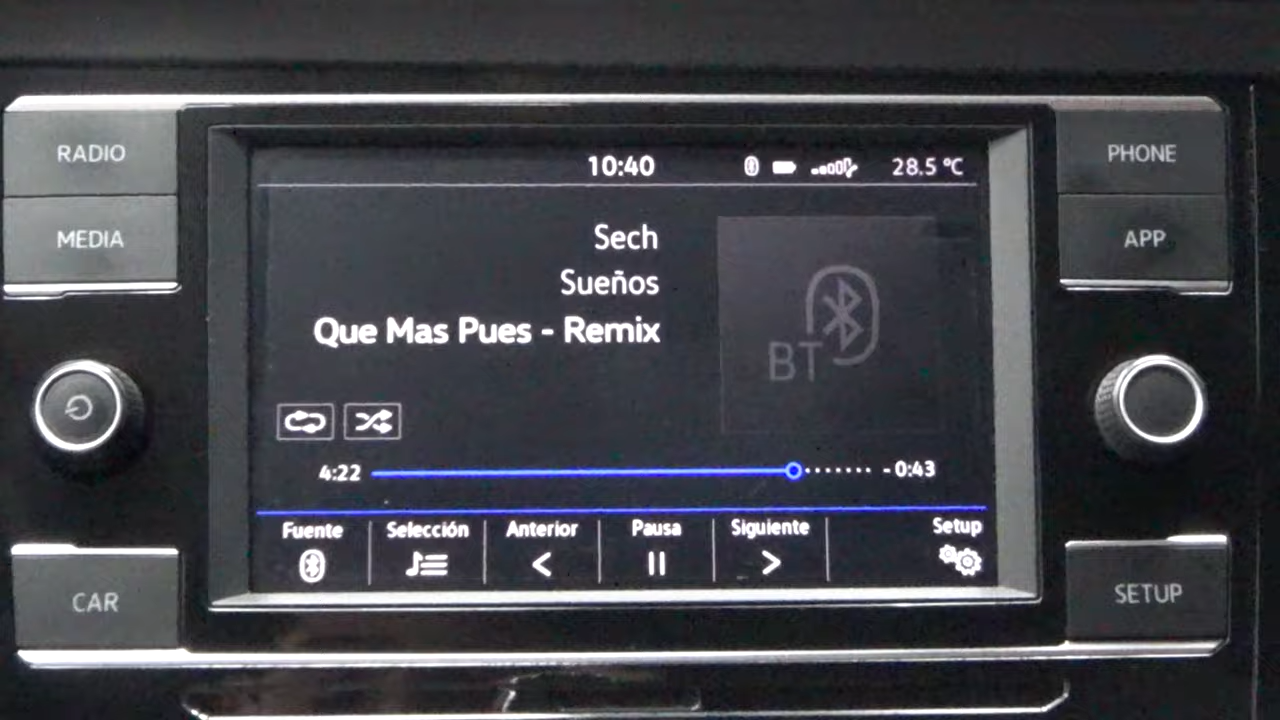 RADIO
MEDIA
CAR
10:40
28.5 °C
Sech
Sueños
Que Mas Pues - Remix
BT
4:22
- 0:43
Fuente
Selección
Anterior
Pausa
Siguiente
Setup
PHONE
APP
SETUP